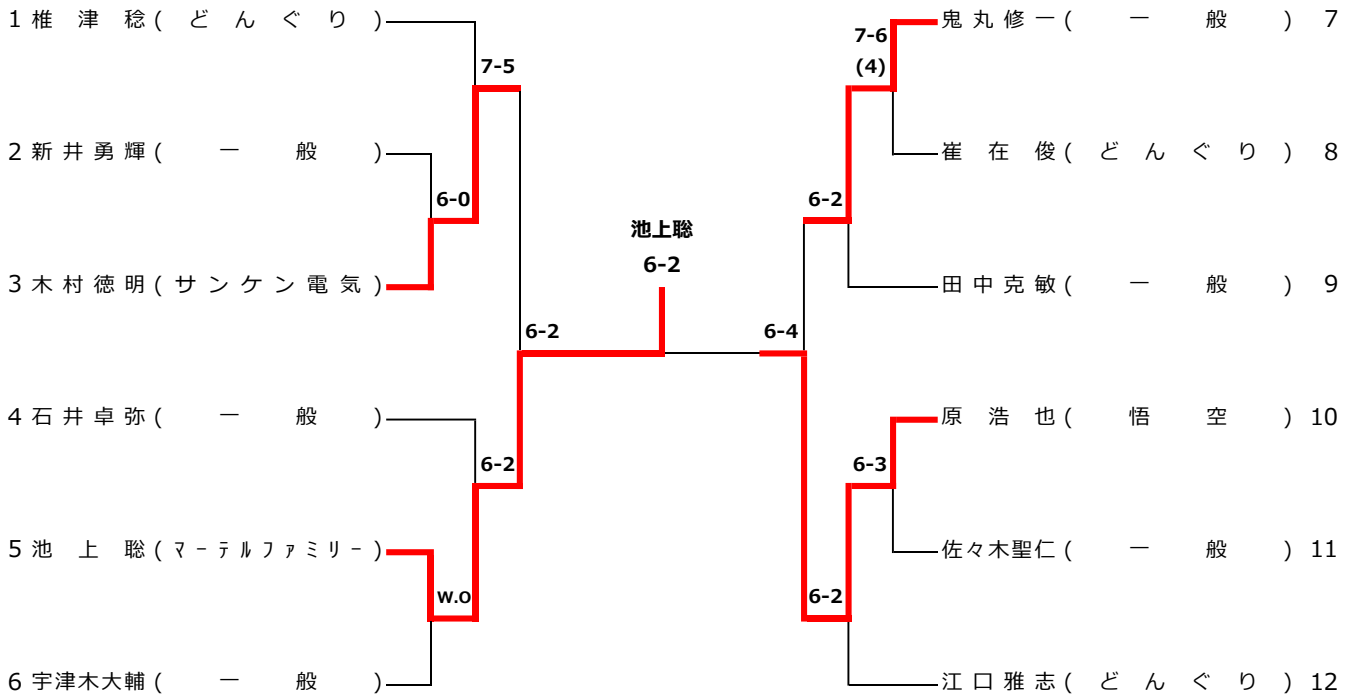 1 椎津稔(どんぐり)
鬼丸修一(一般) 7
7-6
(4)
7-5
2 新井勇輝(一般)
崔在俊(どんぐり) 8
6-0
6-2
池上聡
6-2
3 木村徳明(サンケン電気)
田中克敏(一般) 9
6-2
6-4
4 石井卓弥(一般)
原浩也(悟空) 10
6-2
6-3
5 池上聡(マーテルファミリー)
佐々木聖仁(一般) 11
W.O
6-2
6 宇津木大輔(一般)
江口雅志(どんぐり) 12